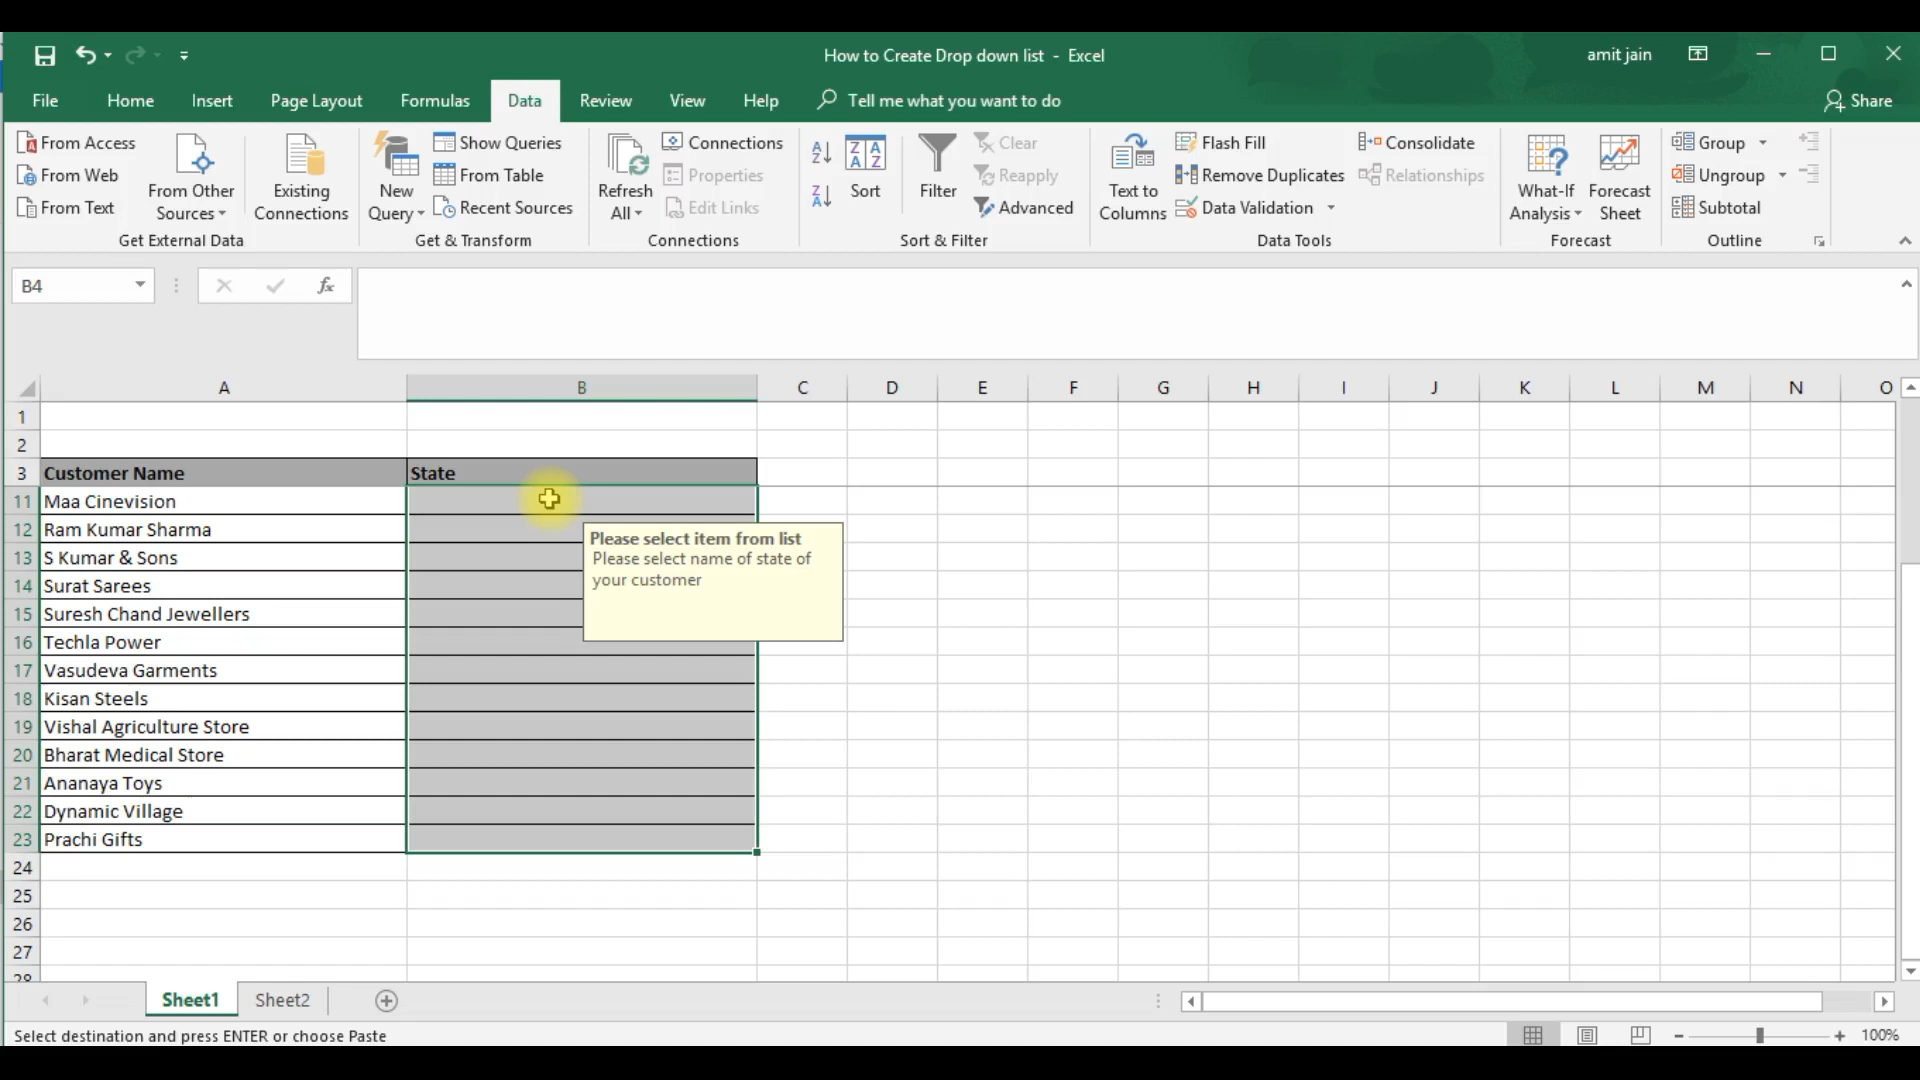 How to Create Drop down list - Excel
amit jain
File Home Insert Page Layout Formulas Data Review View Help Tell me what you want to do Share
From Access
From Web
From Text
From Other Sources
Get External Data
Existing Connections
New Query
Show Queries
From Table
Recent Sources
Get & Transform
Refresh All
Connections
Properties
Edit Links
Connections
Sort
Filter
Clear
Reapply
Advanced
Sort & Filter
Text to Columns
Flash Fill
Remove Duplicates
Data Validation
Consolidate
Relationships
Data Tools
What-If Analysis
Forecast Sheet
Forecast
Group
Ungroup
Subtotal
Outline
B4 fx
A B C D E F G H I J K L M N O
1
2
3 Customer Name State
11 Maa Cinevision
12 Ram Kumar Sharma
13 S Kumar & Sons
14 Surat Sarees
15 Suresh Chand Jewellers
16 Techla Power
17 Vasudeva Garments
18 Kisan Steels
19 Vishal Agriculture Store
20 Bharat Medical Store
21 Ananaya Toys
22 Dynamic Village
23 Prachi Gifts
24
25
26
27
28
Please select item from list
Please select name of state of
your customer
Sheet1 Sheet2
Select destination and press ENTER or choose Paste
100%